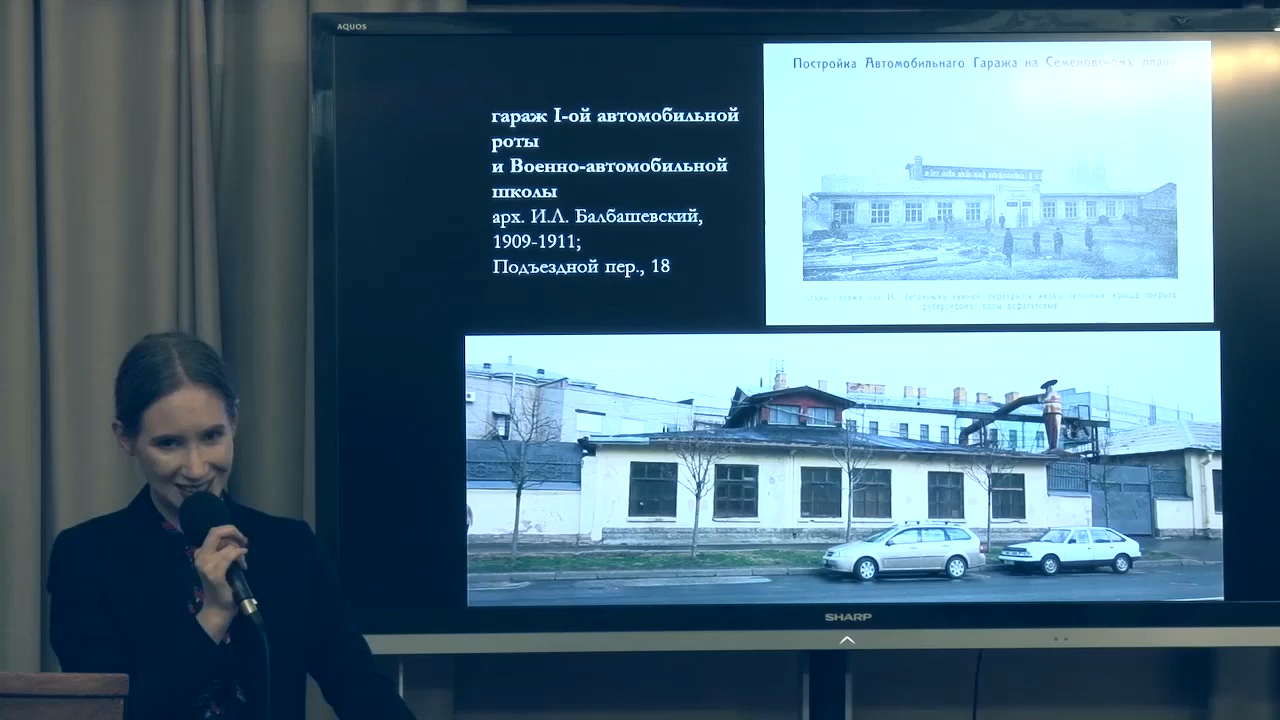 AQUOS
гараж I-ой автомобильной
роты
и Военно-автомобильной
школы
арх. И.Л. Балбашевский,
1909-1911;
Подъездной пер., 18
Постройка Автомобильнаго Гаража на Семеновскомъ
SHARP